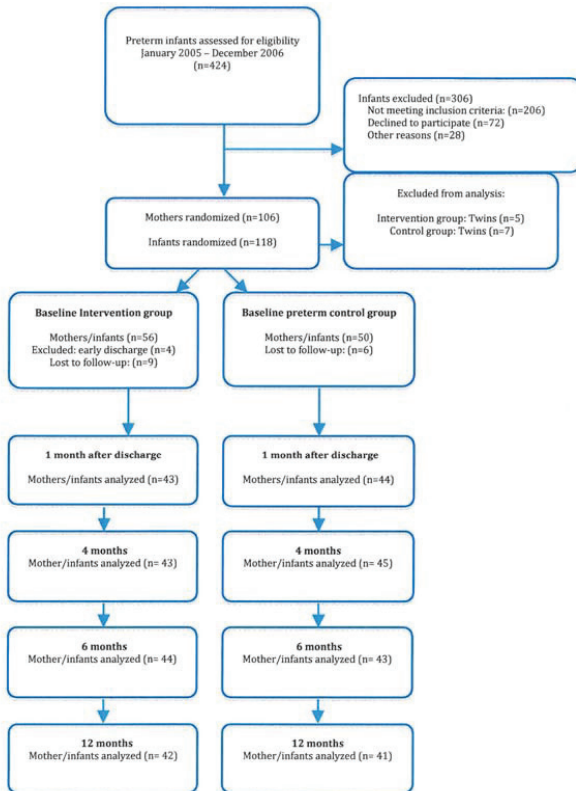 Preterm infants assessed for eligibility
January 2005 – December 2006
(n=424)
Infants excluded (n=306)
Not meeting inclusion criteria: (n=206)
Declined to participate (n=72)
Other reasons (n=28)
Excluded from analysis:
Intervention group: Twins (n=5)
Control group: Twins (n=7)
Mothers randomized (n=106)
Infants randomized (n=118)
Baseline Intervention group
Mothers/infants (n=56)
Excluded: early discharge (n=4)
Lost to follow-up: (n=9)
Baseline preterm control group
Mothers/infants (n=50)
Lost to follow-up: (n=6)
1 month after discharge
Mothers/infants analyzed (n=43)
1 month after discharge
Mothers/infants analyzed (n=44)
4 months
Mother/infants analyzed (n= 43)
4 months
Mother/infants analyzed (n= 45)
6 months
Mother/infants analyzed (n= 44)
6 months
Mother/infants analyzed (n= 43)
12 months
Mother/infants analyzed (n= 42)
12 months
Mother/infants analyzed (n= 41)